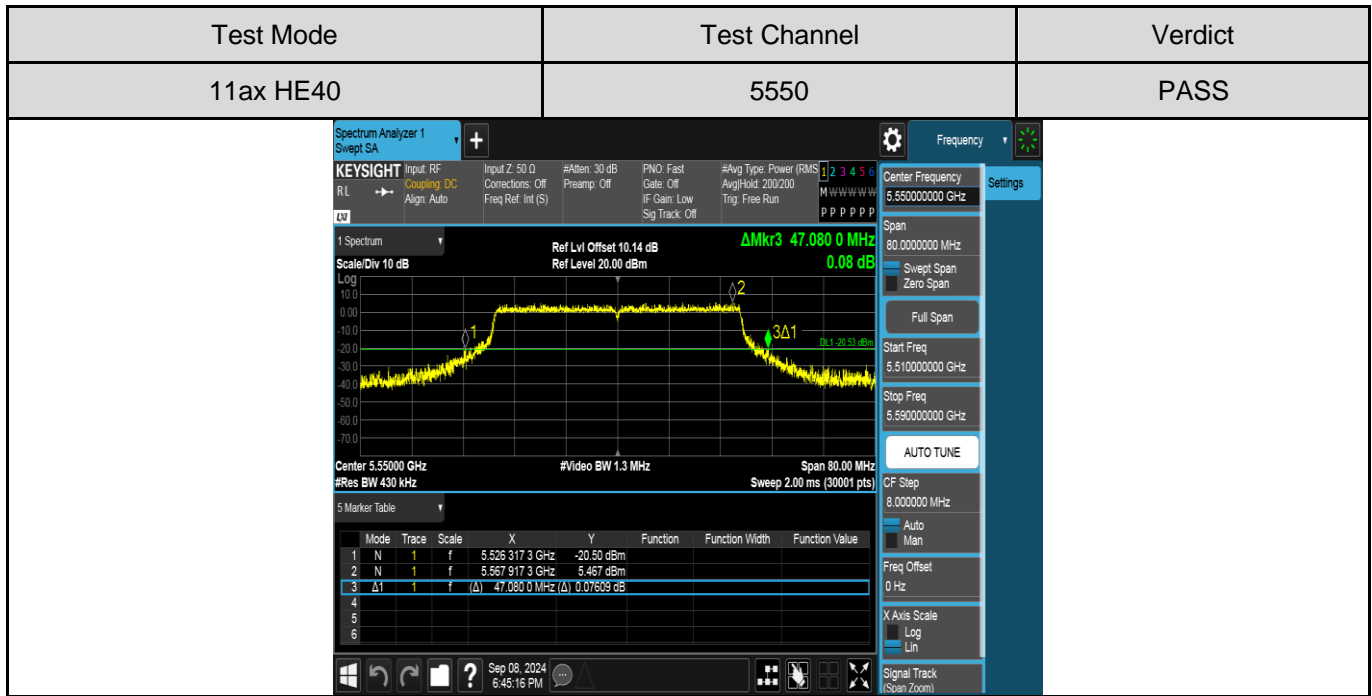 Test Mode Test Channel Verdict
11ax HE40 5550 PASS
Spectrum Analyzer 1
Swept SA
+
Frequency
KEYSIGHT Input: RF Input Z: 50 Ω #Atten: 30 dB PNO: Fast #Avg Type: Power (RMS 1 2 3 4 5 6
RL Coupling: DC Corrections: Off Preamp: Off Gate: Off Avg|Hold: 200/200 M W W W W W
Align: Auto Freq Ref: Int (S) IF Gain: Low Trig: Free Run
LXI Sig Track: Off P P P P P P
1 Spectrum
Ref Lvl Offset 10.14 dB ΔMkr3 47.080 0 MHz
Scale/Div 10 dB Ref Level 20.00 dBm 0.08 dB
Log
10.0
0.00
-10.0
-20.0
-30.0
-40.0
-50.0
-60.0
-70.0
1
2
3Δ1
DL1 -20.53 dBm
Center 5.55000 GHz #Video BW 1.3 MHz Span 80.00 MHz
#Res BW 430 kHz Sweep 2.00 ms (30001 pts)
5 Marker Table
Mode Trace Scale X Y Function Function Width Function Value
1 N 1 f 5.526 317 3 GHz -20.50 dBm
2 N 1 f 5.567 917 3 GHz 5.467 dBm
3 Δ1 1 f (Δ) 47.080 0 MHz (Δ) 0.07609 dB
4
5
6
? Sep 08, 2024
6:45:16 PM
Center Frequency
5.550000000 GHz
Settings
Span
80.0000000 MHz
Swept Span
Zero Span
Full Span
Start Freq
5.510000000 GHz
Stop Freq
5.590000000 GHz
AUTO TUNE
CF Step
8.000000 MHz
Auto
Man
Freq Offset
0 Hz
X Axis Scale
Log
Lin
Signal Track
(Span Zoom)